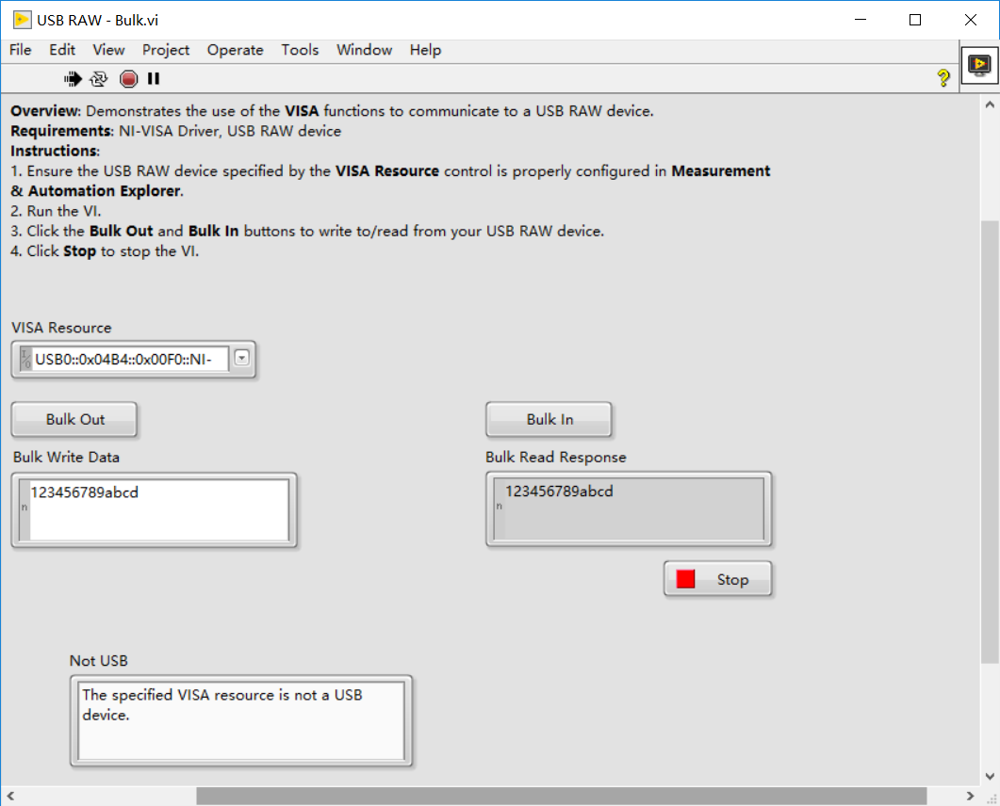 USB RAW - Bulk.vi
File Edit View Project Operate Tools Window Help
Overview: Demonstrates the use of the VISA functions to communicate to a USB RAW device.
Requirements: NI-VISA Driver, USB RAW device
Instructions:
1. Ensure the USB RAW device specified by the VISA Resource control is properly configured in Measurement
& Automation Explorer.
2. Run the VI.
3. Click the Bulk Out and Bulk In buttons to write to/read from your USB RAW device.
4. Click Stop to stop the VI.
VISA Resource
I/O USB0::0x04B4::0x00F0::NI-
Bulk Out Bulk In
Bulk Write Data Bulk Read Response
123456789abcd 123456789abcd
n n
Stop
Not USB
The specified VISA resource is not a USB
device.